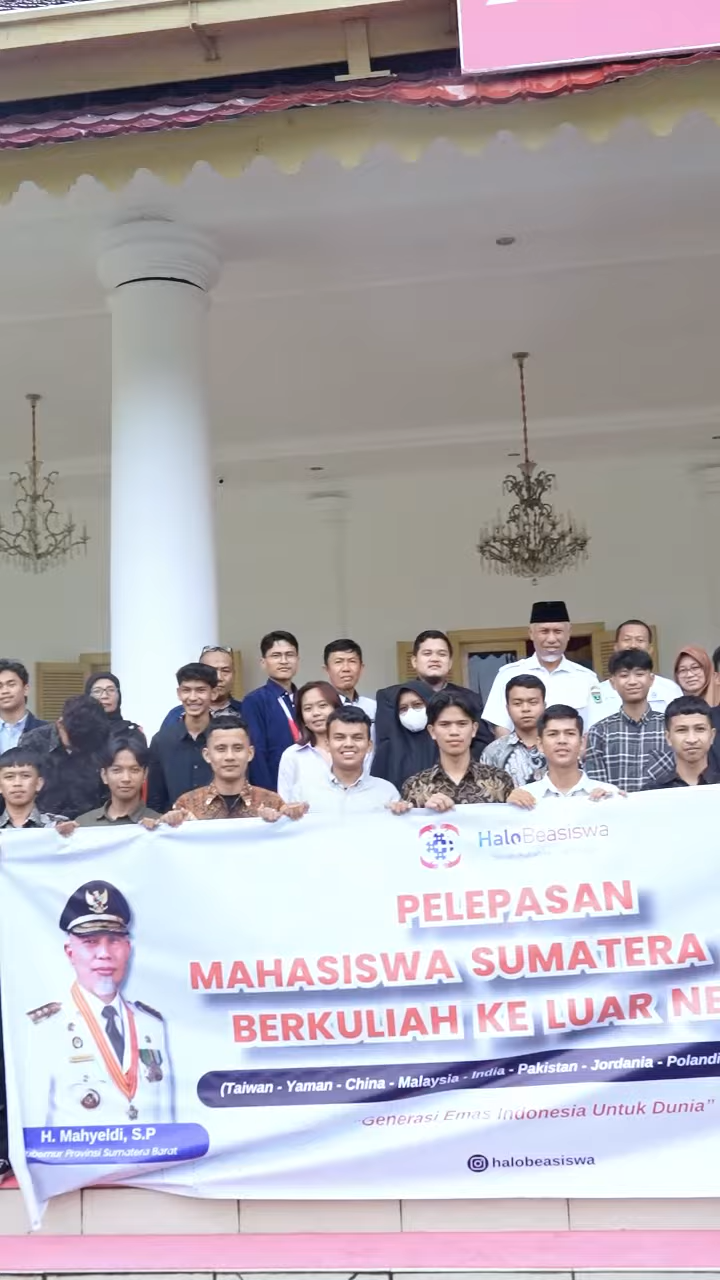 HaloBeasiswa
PELEPASAN
MAHASISWA SUMATERA
BERKULIAH KE LUAR NE
(Taiwan - Yaman - China - Malaysia - India - Pakistan - Jordania - Polandi
"Generasi Emas Indonesia Untuk Dunia"
H. Mahyeldi, S.P
ubernur Provinsi Sumatera Barat
halobeasiswa